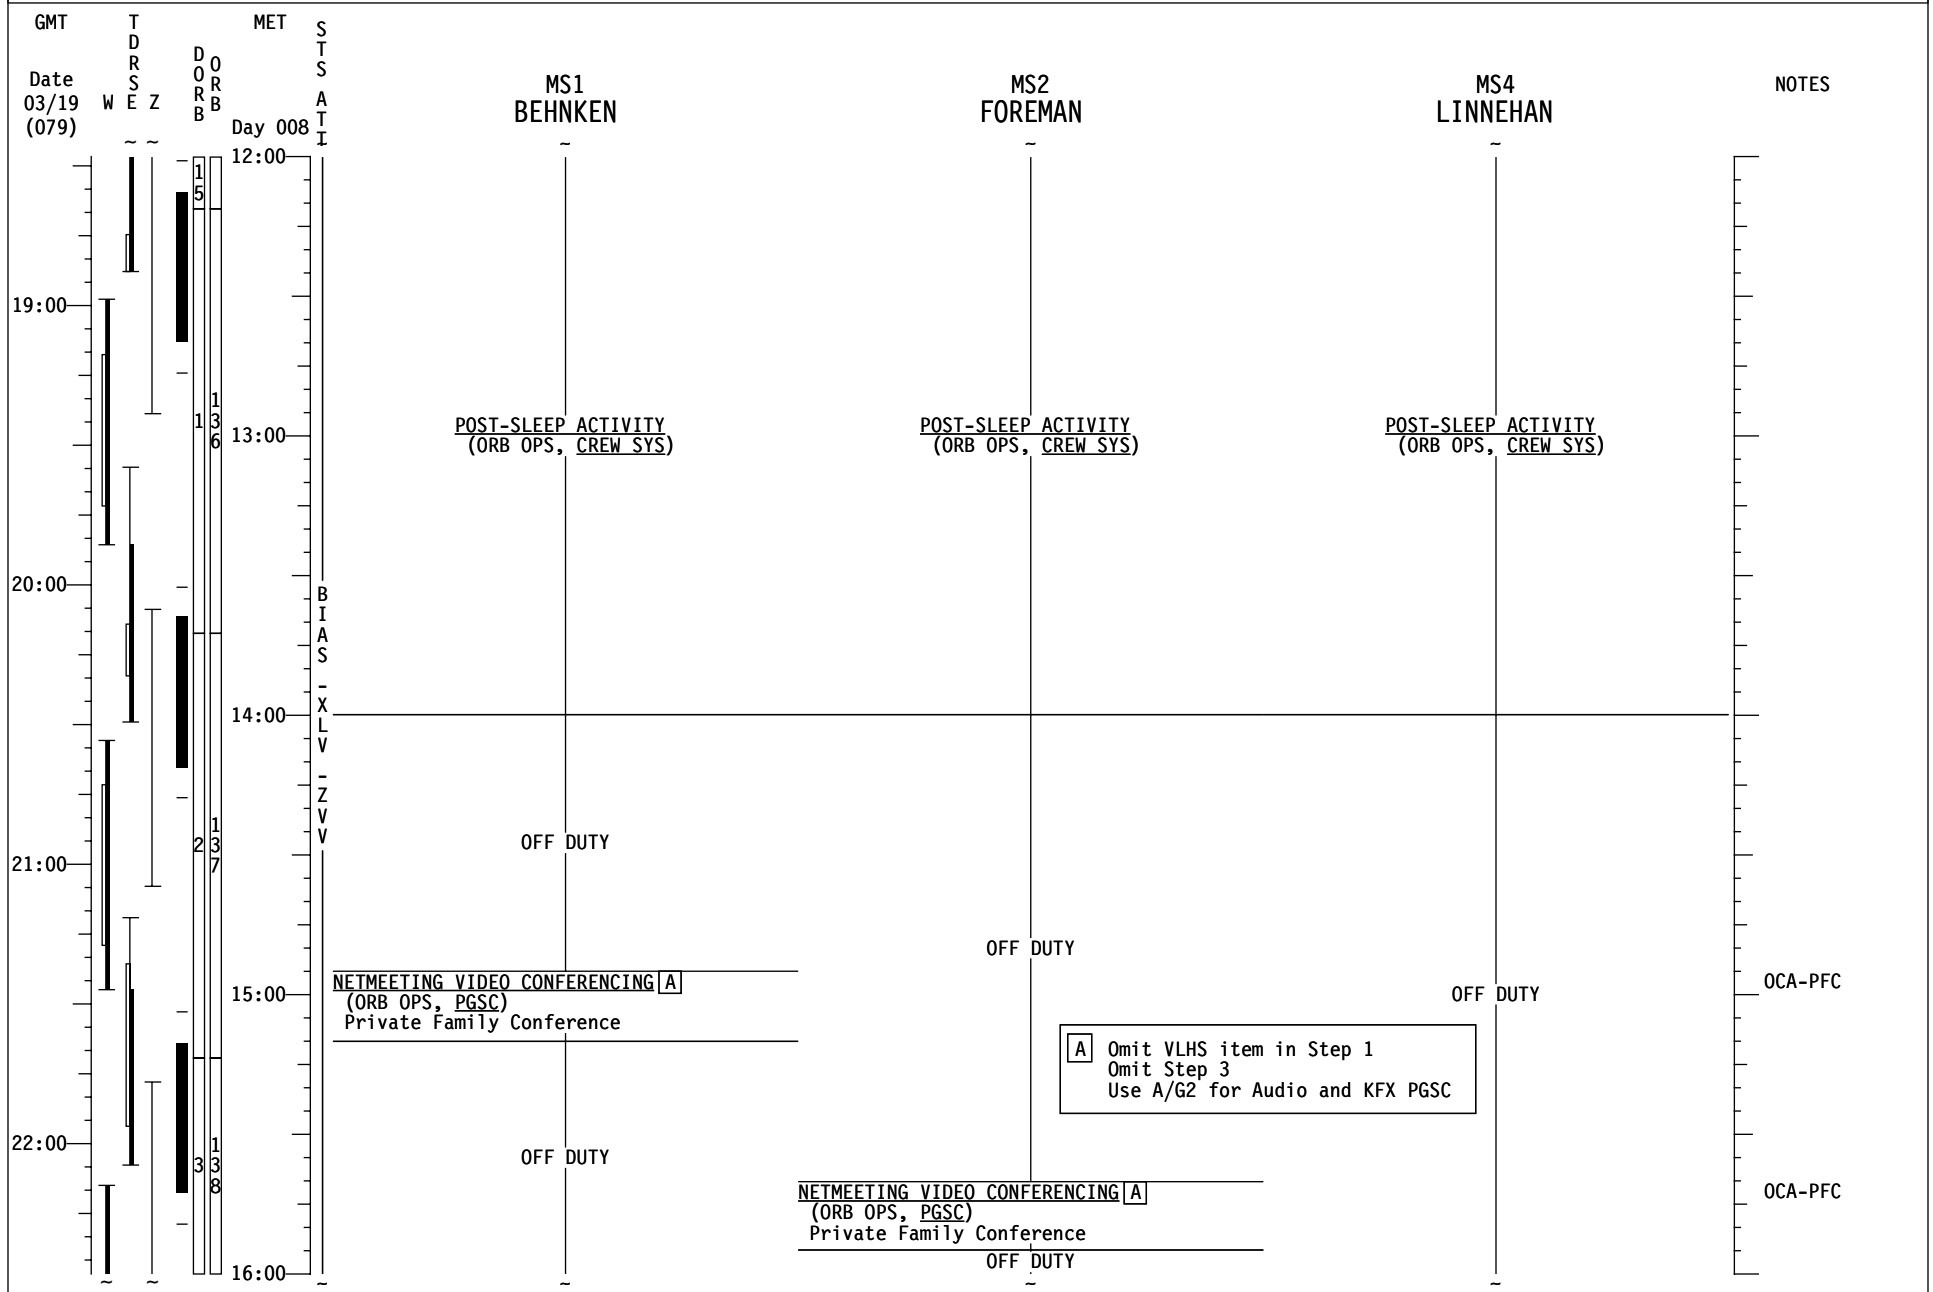 GMT
TDRS
MET
STS ATT
DORB
ORB
Date
03/19
(079)
W E Z
Day 008
MS1
BEHNKEN
MS2
FOREMAN
MS4
LINNEHAN
NOTES
~ ~ ~ ~ ~
12:00
15
19:00
1
136
13:00
POST-SLEEP ACTIVITY
(ORB OPS, CREW SYS)
POST-SLEEP ACTIVITY
(ORB OPS, CREW SYS)
POST-SLEEP ACTIVITY
(ORB OPS, CREW SYS)
20:00
BIAS -XLV -ZVV
14:00
2
137
21:00
OFF DUTY
OFF DUTY
NETMEETING VIDEO CONFERENCING A
(ORB OPS, PGSC)
Private Family Conference
15:00
OFF DUTY
OCA-PFC
A Omit VLHS item in Step 1
Omit Step 3
Use A/G2 for Audio and KFX PGSC
22:00
3
138
OFF DUTY
NETMEETING VIDEO CONFERENCING A
(ORB OPS, PGSC)
Private Family Conference
OCA-PFC
OFF DUTY
16:00
~ ~ ~ ~ ~ ~